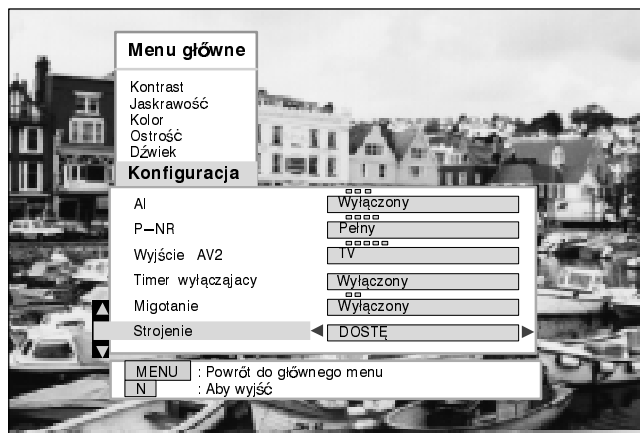 Menu główne
Kontrast
Jaskrawość
Kolor
Ostrość
Dźwiek
Konfiguracja
AI Wyłączony
P-NR Pełny
Wyjście AV2 TV
Timer wyłączajacy Wyłączony
Migotanie Wyłączony
Strojenie DOSTĘ
MENU : Powrót do głównego menu
N : Aby wyjść